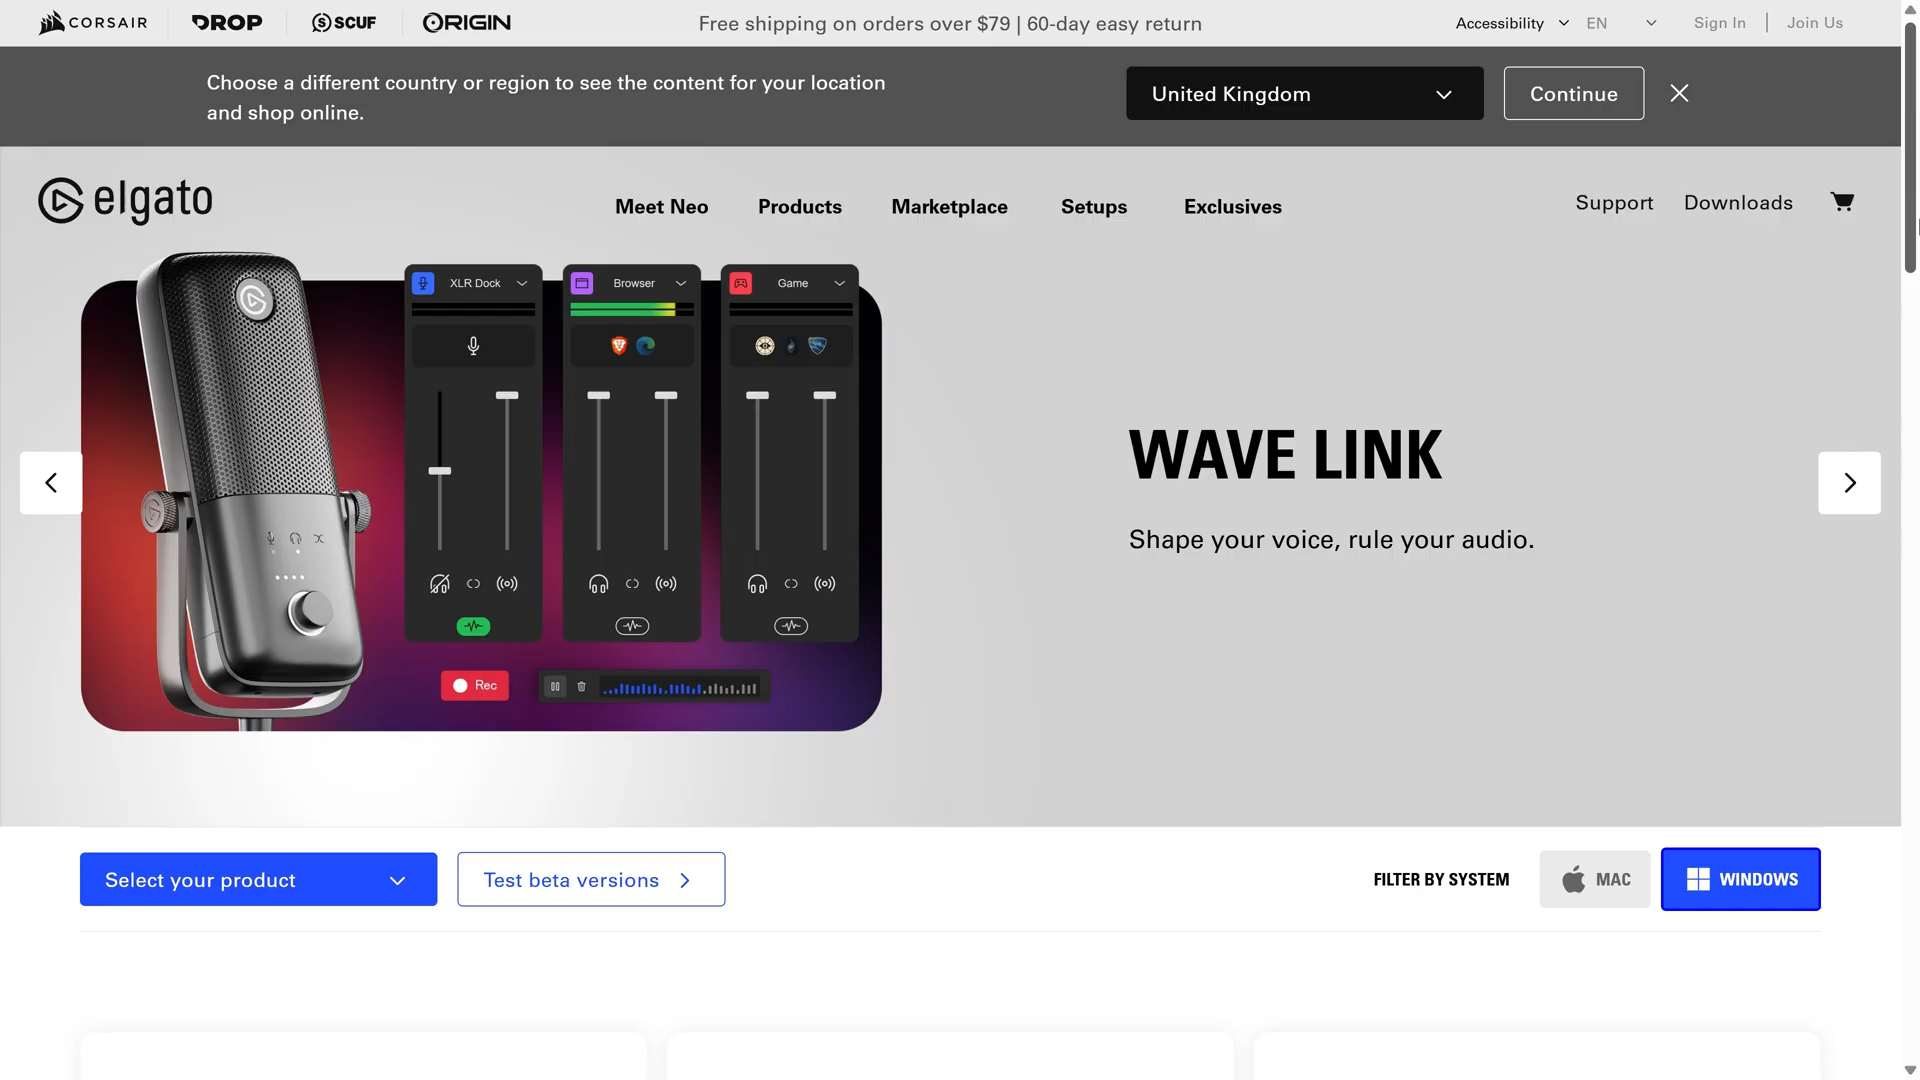 CORSAIR
DROP
SCUF
ORIGIN
Free shipping on orders over $79 | 60-day easy return
Accessibility
EN
Sign In
Join Us
Choose a different country or region to see the content for your location
and shop online.
United Kingdom
Continue
elgato
Meet Neo
Products
Marketplace
Setups
Exclusives
Support
Downloads
XLR Dock
Browser
Game
WAVE LINK
Shape your voice, rule your audio.
Rec
Select your product
Test beta versions
FILTER BY SYSTEM
MAC
WINDOWS